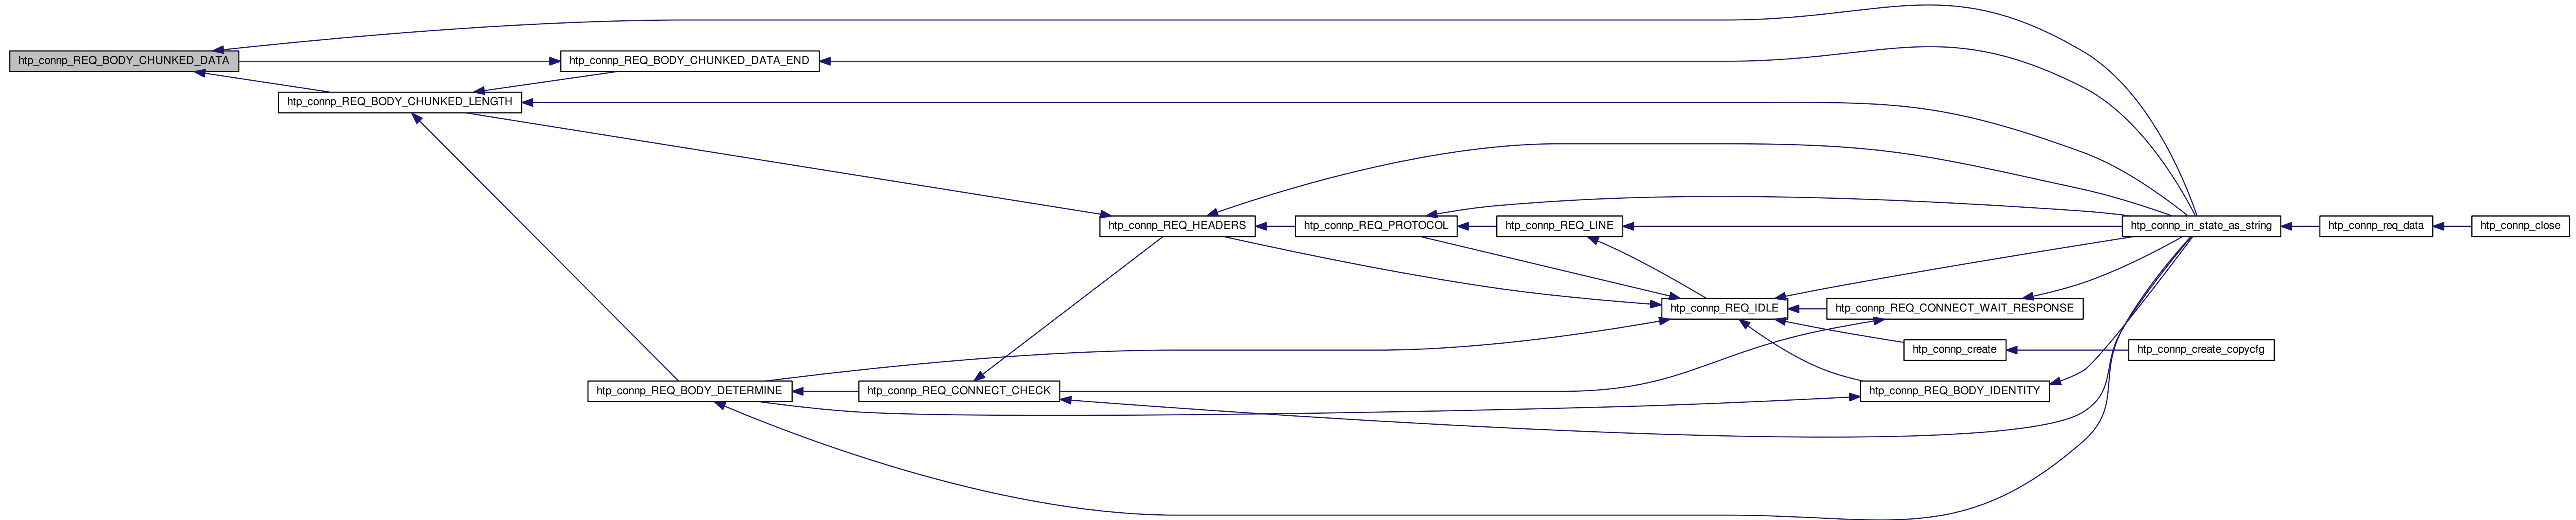 htp_connp_REQ_BODY_CHUNKED_DATA
htp_connp_REQ_BODY_CHUNKED_DATA_END
htp_connp_REQ_BODY_CHUNKED_LENGTH
htp_connp_REQ_HEADERS
htp_connp_REQ_PROTOCOL
htp_connp_REQ_LINE
htp_connp_in_state_as_string
htp_connp_req_data
htp_connp_close
htp_connp_REQ_IDLE
htp_connp_REQ_CONNECT_WAIT_RESPONSE
htp_connp_create
htp_connp_create_copycfg
htp_connp_REQ_BODY_DETERMINE
htp_connp_REQ_CONNECT_CHECK
htp_connp_REQ_BODY_IDENTITY